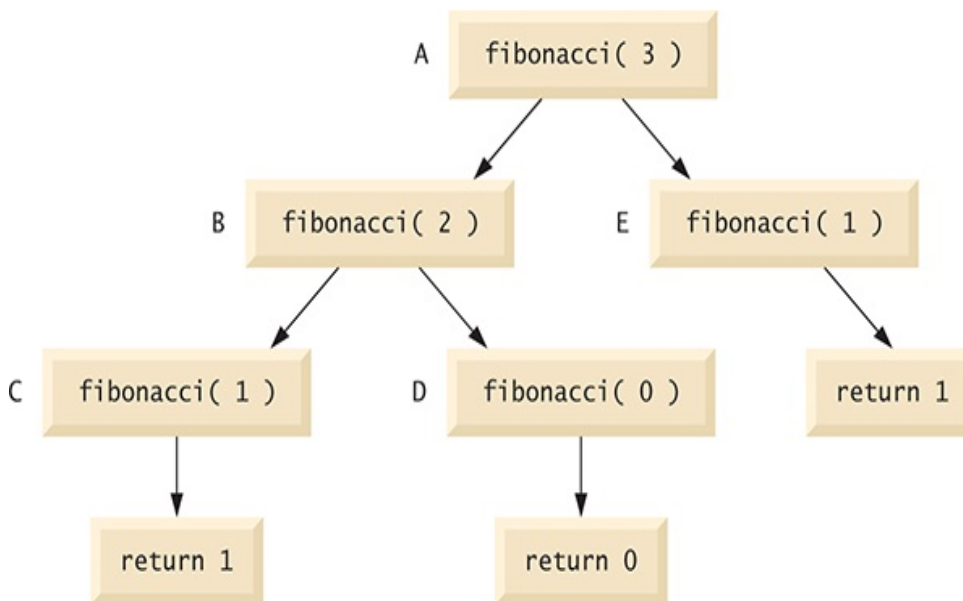 A fibonacci( 3 )
B fibonacci( 2 ) E fibonacci( 1 )
C fibonacci( 1 ) D fibonacci( 0 ) return 1
return 1 return 0